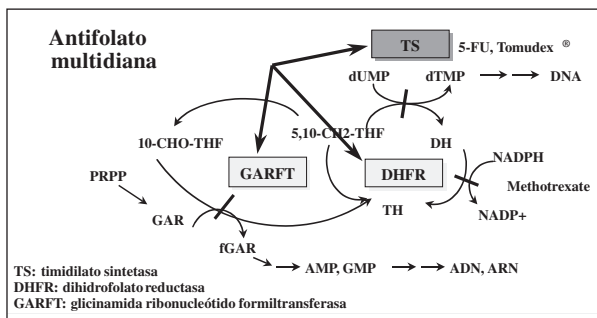 Antifolato
multidiana
TS
5-FU, Tomudex ®
dUMP
dTMP
DNA
10-CHO-THF
5,10-CH2-THF
DH
GARFT
DHFR
NADPH
PRPP
Methotrexate
GAR
TH
NADP+
fGAR
AMP, GMP
ADN, ARN
TS: timidilato sintetasa
DHFR: dihidrofolato reductasa
GARFT: glicinamida ribonucleótido formiltransferasa